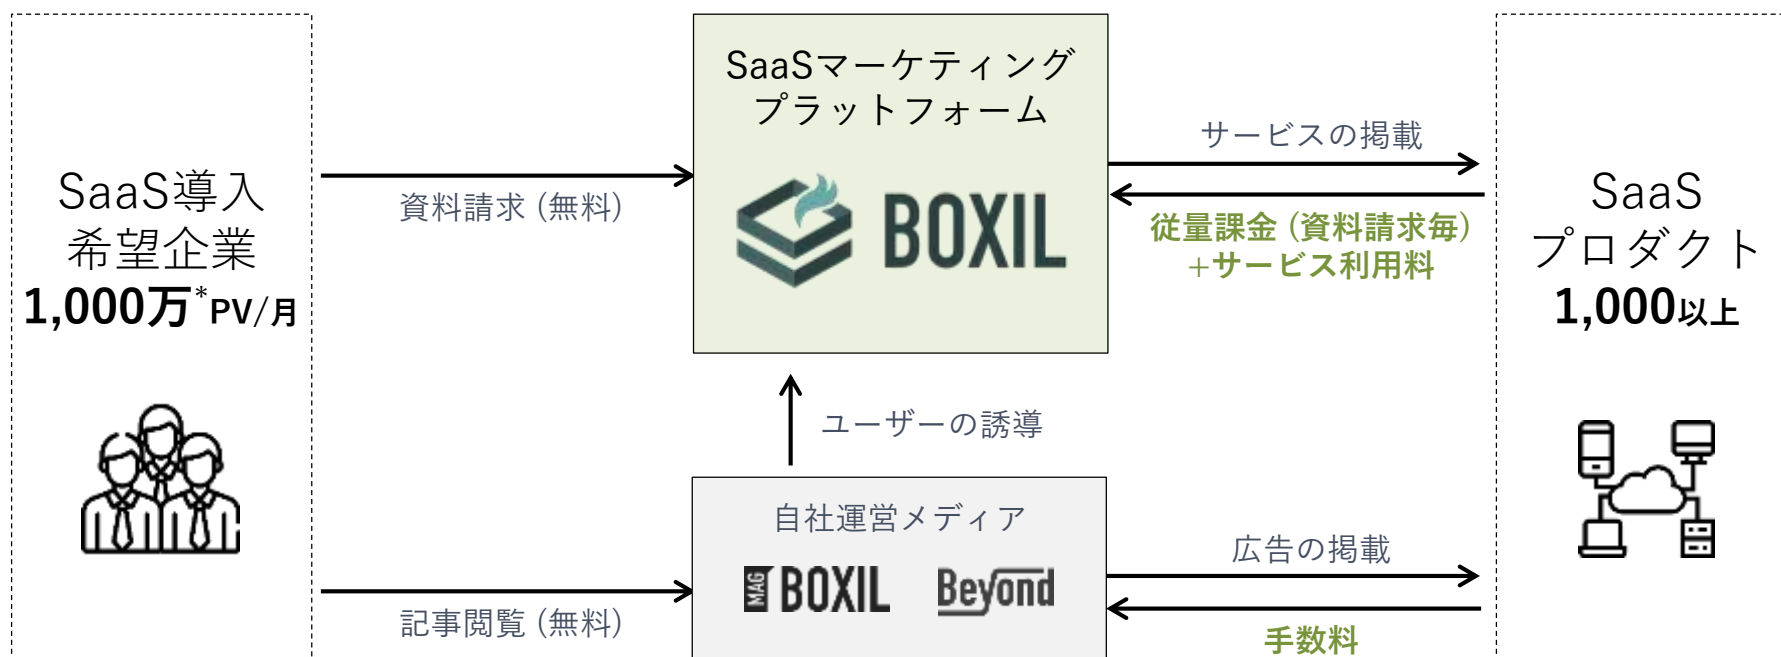 SaaS導入
希望企業
1,000万*PV/月
資料請求 (無料)
記事閲覧 (無料)
SaaSマーケティング
プラットフォーム
BOXIL
ユーザーの誘導
自社運営メディア
MAG BOXIL Beyond
サービスの掲載
従量課金 (資料請求毎)
+サービス利用料
広告の掲載
手数料
SaaS
プロダクト
1,000以上